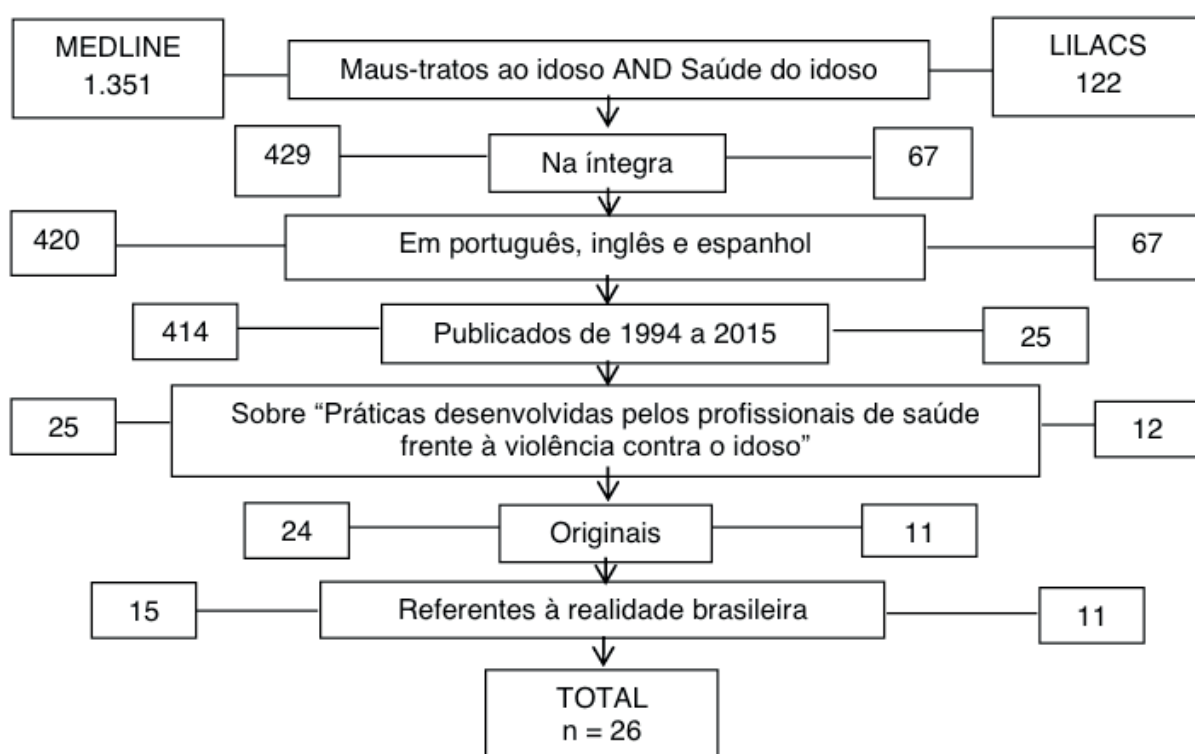 MEDLINE
1.351
Maus-tratos ao idoso AND Saúde do idoso
LILACS
122
429
Na íntegra
67
420
Em português, inglês e espanhol
67
414
Publicados de 1994 a 2015
25
25
Sobre “Práticas desenvolvidas pelos profissionais de saúde
frente à violência contra o idoso”
12
24
Originais
11
15
Referentes à realidade brasileira
11
TOTAL
n = 26